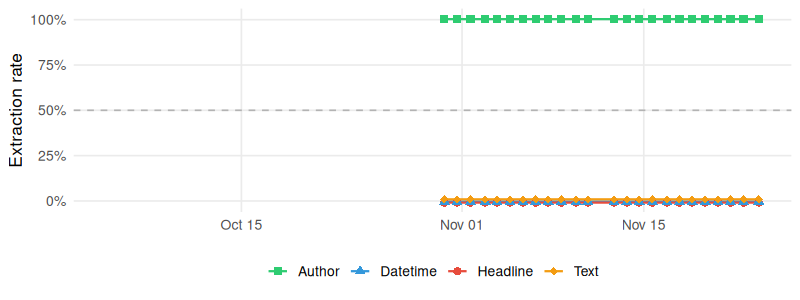 Extraction rate
100%
75%
50%
25%
0%
Oct 15 Nov 01 Nov 15
Author Datetime Headline Text